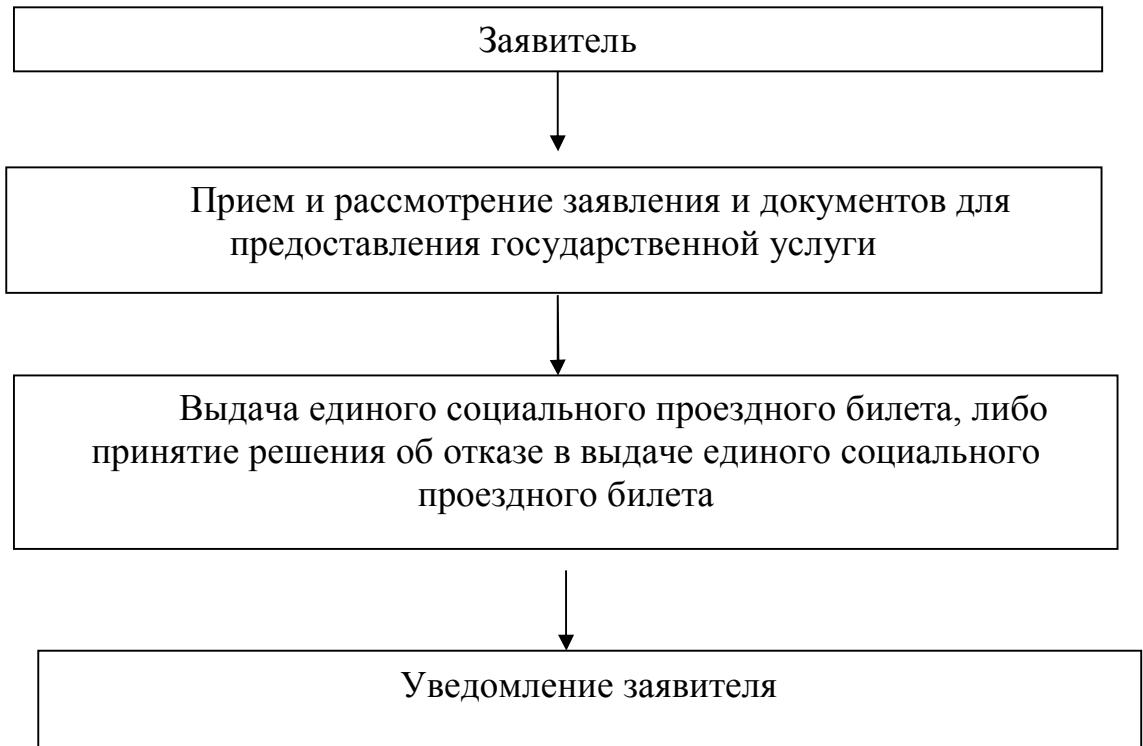 Заявитель
Прием и рассмотрение заявления и документов для
предоставления государственной услуги
Выдача единого социального проездного билета, либо
принятие решения об отказе в выдаче единого социального
проездного билета
Уведомление заявителя